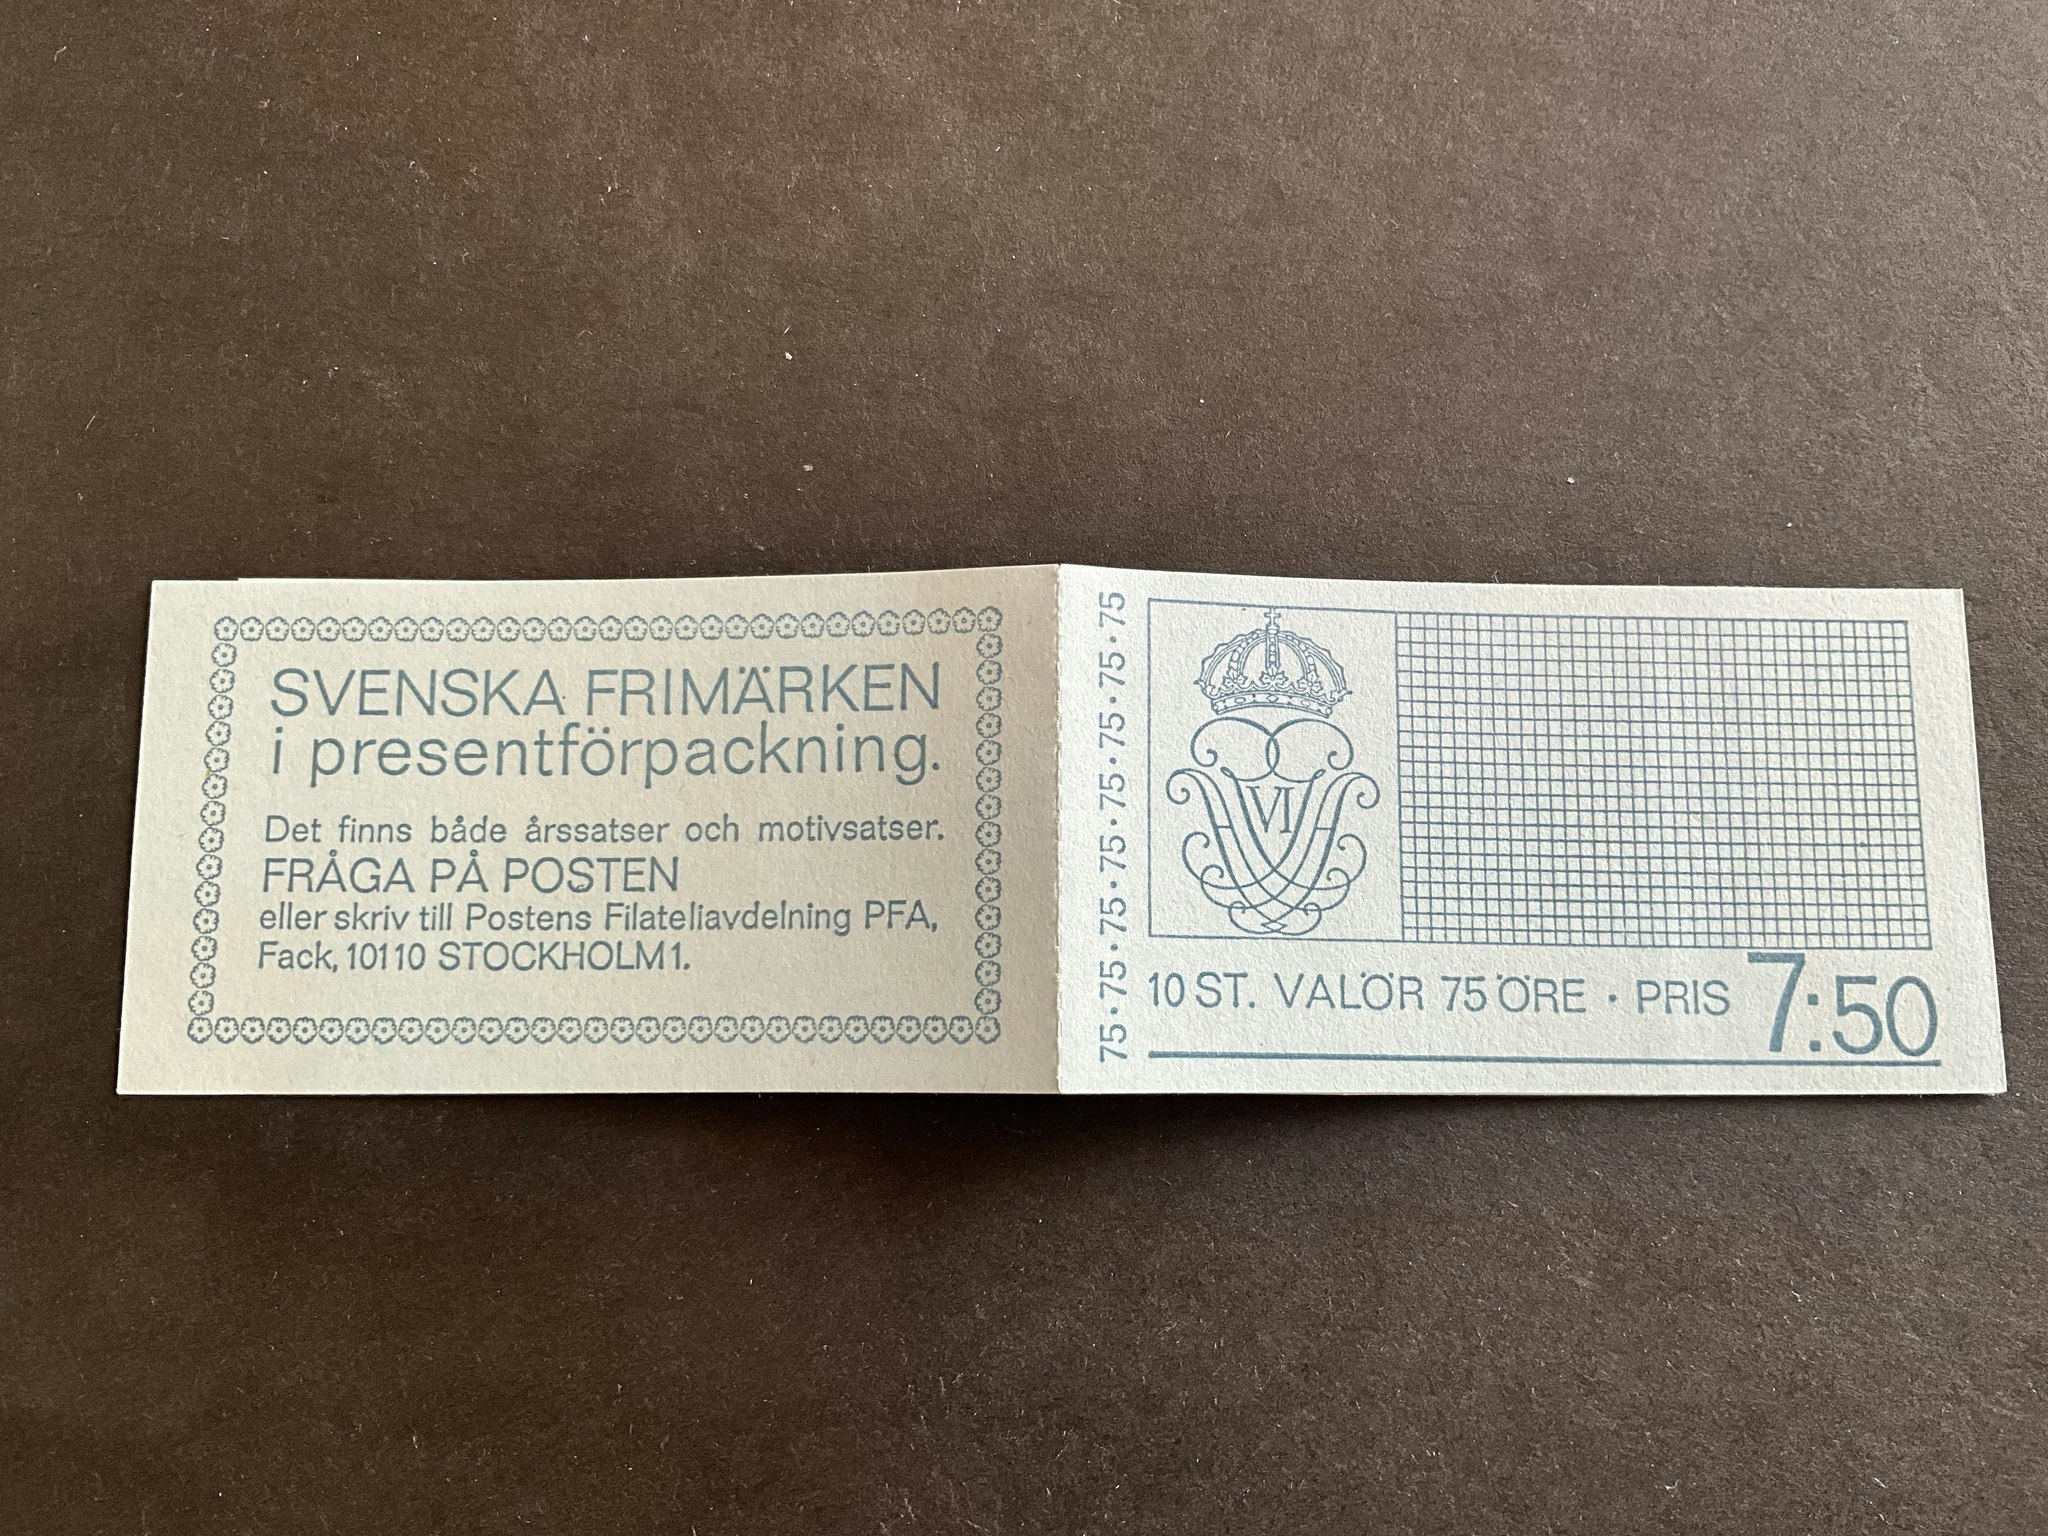 SVENSKA FRIMÄRKEN
i presentförpackning.
Det finns både årssatser och motivsatser.
FRÅGA PÅ POSTEN
eller skriv till Postens Filateliavdelning PFA,
Fack, 10110 STOCKHOLM 1.
75·75·75·75·75·75·75·75
VI
10 ST. VALÖR 75 ÖRE · PRIS 7:50